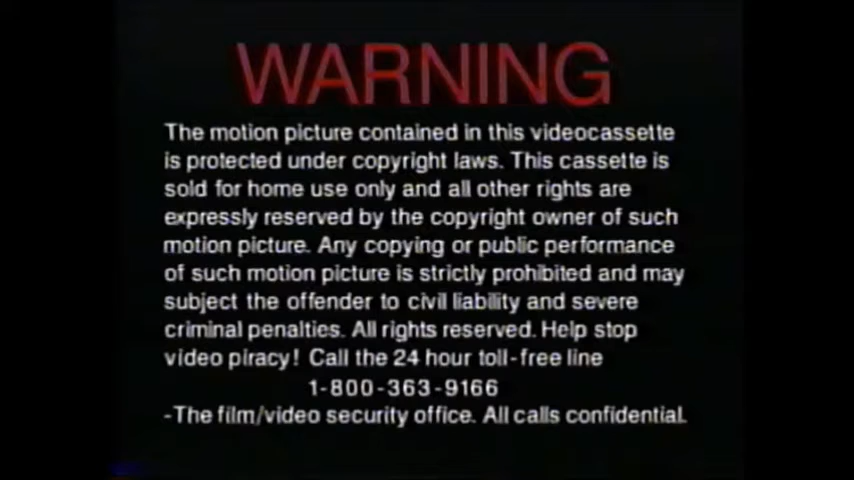 WARNING
The motion picture contained in this videocassette
is protected under copyright laws. This cassette is
sold for home use only and all other rights are
expressly reserved by the copyright owner of such
motion picture. Any copying or public performance
of such motion picture is strictly prohibited and may
subject the offender to civil liability and severe
criminal penalties. All rights reserved. Help stop
video piracy! Call the 24 hour toll-free line
1-800-363-9166
-The film/video security office. All calls confidential.